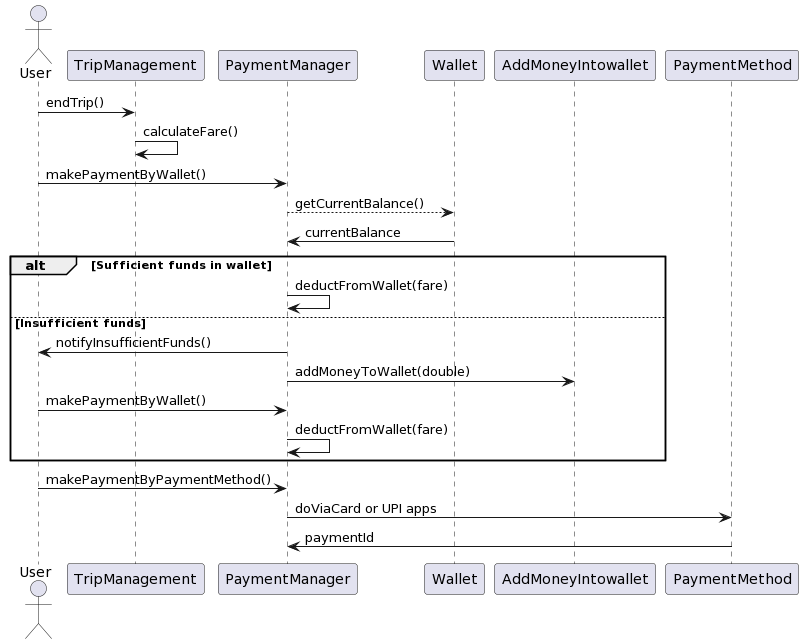 User
TripManagement
PaymentManager
Wallet
AddMoneyIntowallet
PaymentMethod
endTrip()
calculateFare()
makePaymentByWallet()
getCurrentBalance()
currentBalance
alt [Sufficient funds in wallet]
deductFromWallet(fare)
[Insufficient funds]
notifyInsufficientFunds()
addMoneyToWallet(double)
makePaymentByWallet()
deductFromWallet(fare)
makePaymentByPaymentMethod()
doViaCard or UPI apps
paymentId
User
TripManagement
PaymentManager
Wallet
AddMoneyIntowallet
PaymentMethod